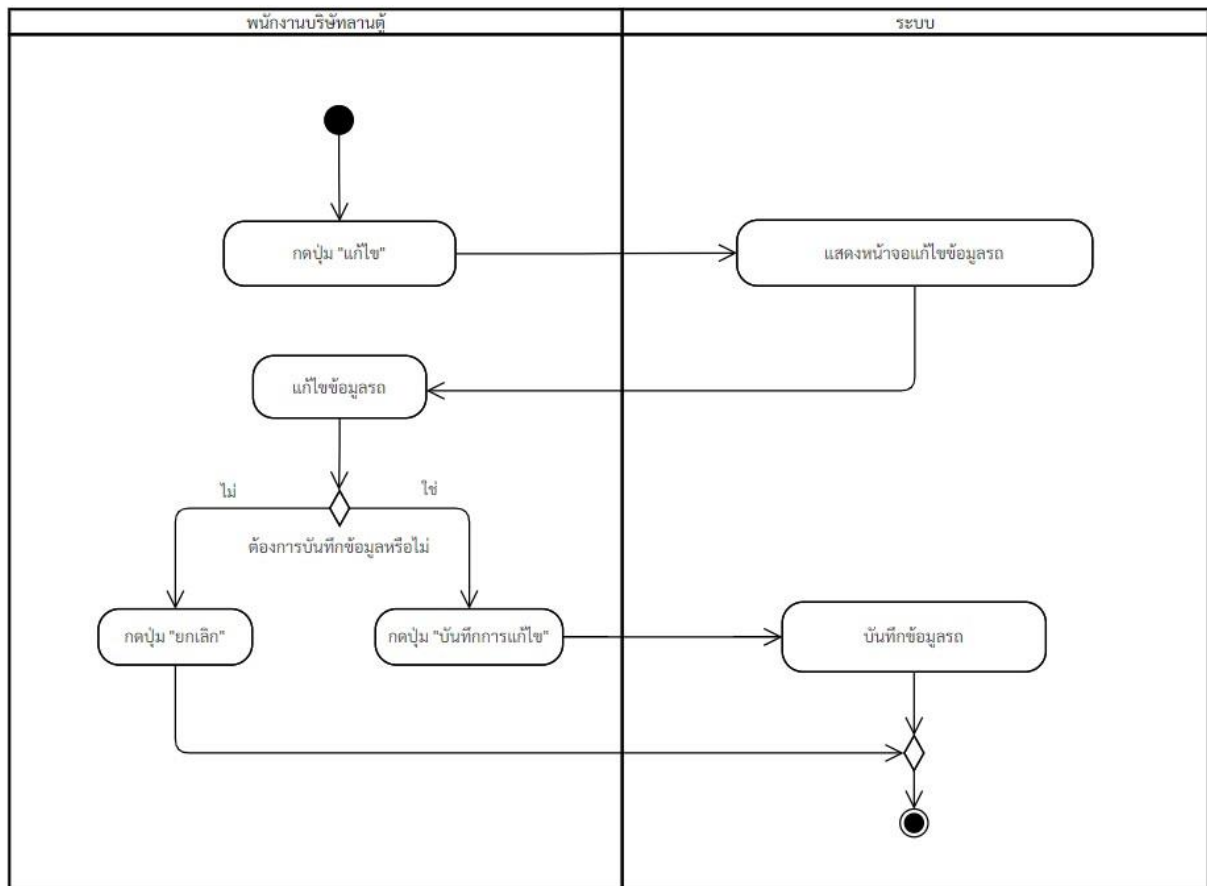 พนักงานบริษัทลานตู้
ระบบ
กดปุ่ม "แก้ไข"
แสดงหน้าจอแก้ไขข้อมูลรถ
แก้ไขข้อมูลรถ
ไม่
ใช่
ต้องการบันทึกข้อมูลหรือไม่
กดปุ่ม "ยกเลิก"
กดปุ่ม "บันทึกการแก้ไข"
บันทึกข้อมูลรถ